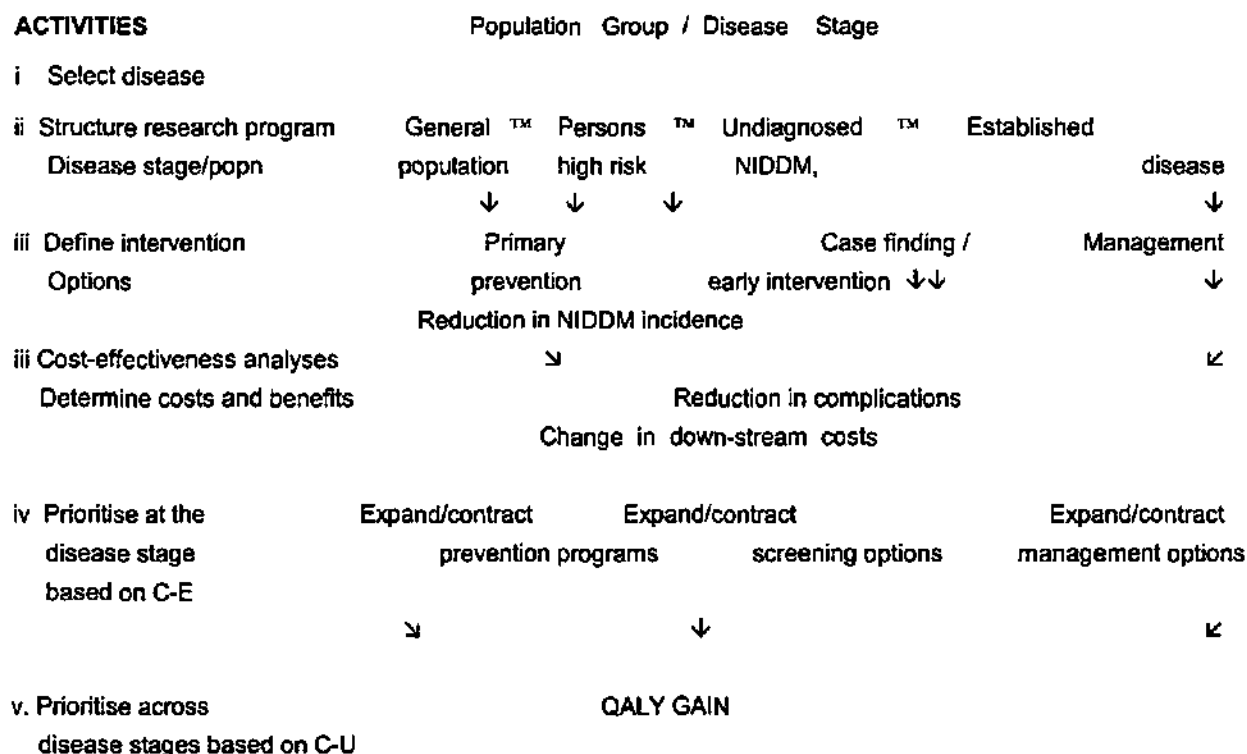 ACTIVITIES Population Group / Disease Stage
i Select disease
ii Structure research program General ™ Persons ™ Undiagnosed ™ Established
Disease stage/popn population high risk NIDDM, disease
↓ ↓ ↓ ↓
iii Define intervention Primary Case finding / Management
Options prevention early intervention ↓↓ ↓
Reduction in NIDDM incidence
iii Cost-effectiveness analyses ↘ ↙
Determine costs and benefits Reduction in complications
Change in down-stream costs
iv Prioritise at the Expand/contract Expand/contract Expand/contract
disease stage prevention programs screening options management options
based on C-E
↘ ↓ ↙
v. Prioritise across QALY GAIN
disease stages based on C-U